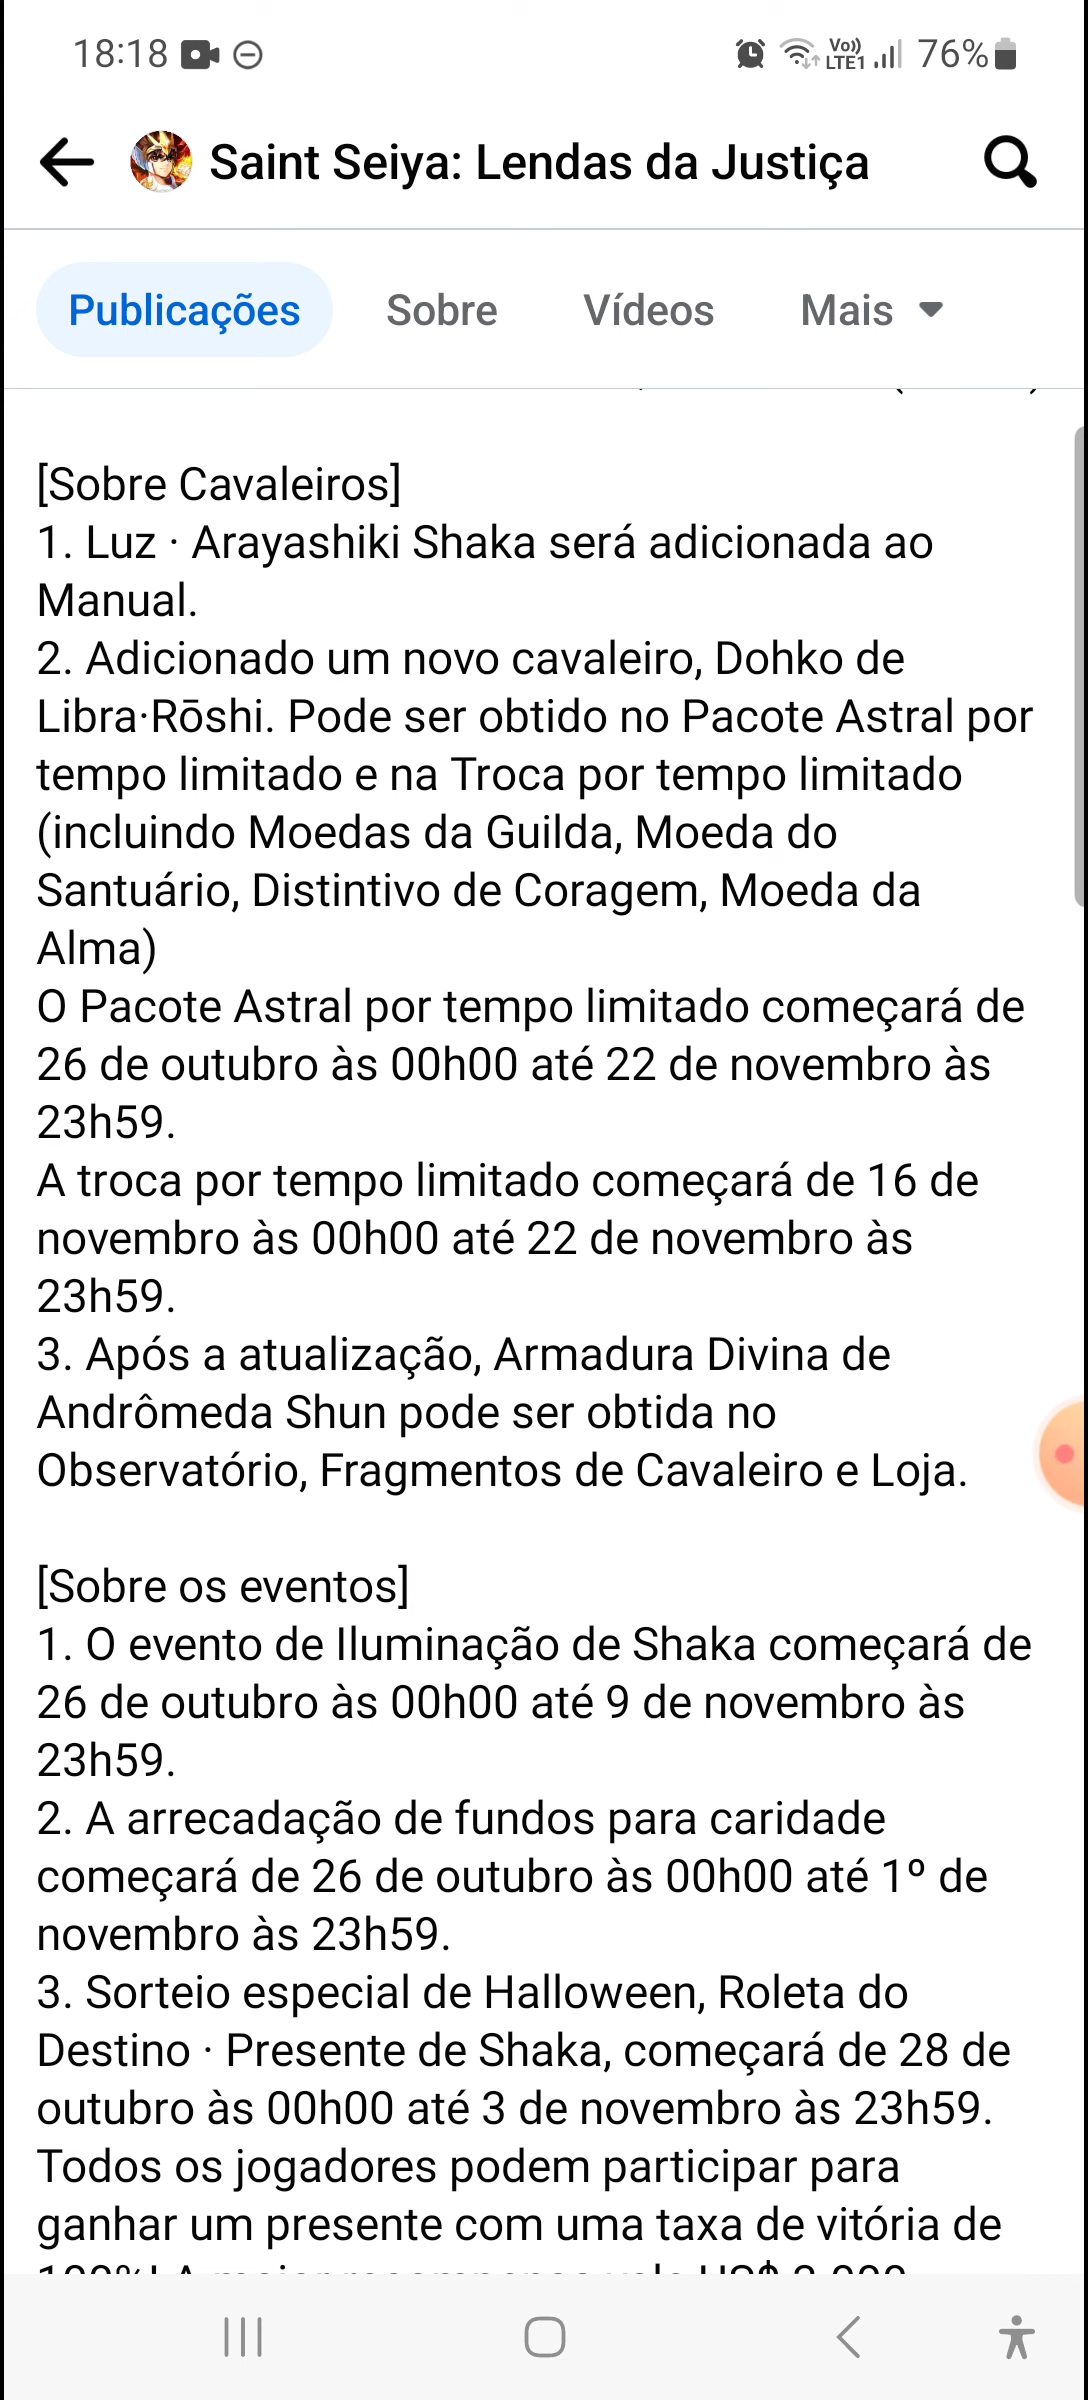 18:18
Vo))
LTE1
76%
Saint Seiya: Lendas da Justiça
Publicações
Sobre
Vídeos
Mais
[Sobre Cavaleiros]
1. Luz · Arayashiki Shaka será adicionada ao
Manual.
2. Adicionado um novo cavaleiro, Dohko de
Libra·Rōshi. Pode ser obtido no Pacote Astral por
tempo limitado e na Troca por tempo limitado
(incluindo Moedas da Guilda, Moeda do
Santuário, Distintivo de Coragem, Moeda da
Alma)
O Pacote Astral por tempo limitado começará de
26 de outubro às 00h00 até 22 de novembro às
23h59.
A troca por tempo limitado começará de 16 de
novembro às 00h00 até 22 de novembro às
23h59.
3. Após a atualização, Armadura Divina de
Andrômeda Shun pode ser obtida no
Observatório, Fragmentos de Cavaleiro e Loja.
[Sobre os eventos]
1. O evento de Iluminação de Shaka começará de
26 de outubro às 00h00 até 9 de novembro às
23h59.
2. A arrecadação de fundos para caridade
começará de 26 de outubro às 00h00 até 1º de
novembro às 23h59.
3. Sorteio especial de Halloween, Roleta do
Destino · Presente de Shaka, começará de 28 de
outubro às 00h00 até 3 de novembro às 23h59.
Todos os jogadores podem participar para
ganhar um presente com uma taxa de vitória de